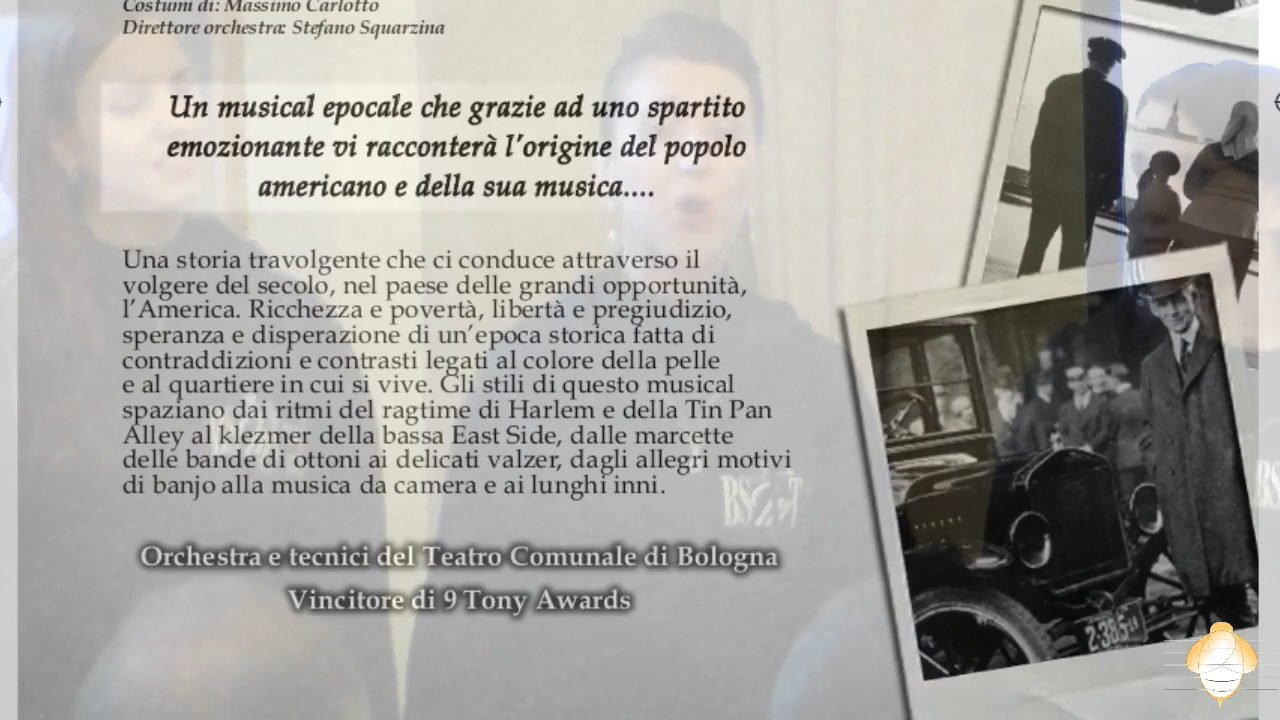 Costumi di: Massimo Carlotto
Direttore orchestra: Stefano Squarzina
Un musical epocale che grazie ad uno spartito
emozionante vi racconterà l'origine del popolo
americano e della sua musica....
Una storia travolgente che ci conduce attraverso il
volgere del secolo, nel paese delle grandi opportunità,
l'America. Ricchezza e povertà, libertà e pregiudizio,
speranza e disperazione di un'epoca storica fatta di
contraddizioni e contrasti legati al colore della pelle
e al quartiere in cui si vive. Gli stili di questo musical
spaziano dai ritmi del ragtime di Harlem e della Tin Pan
Alley al klezmer della bassa East Side, dalle marcette
delle bande di ottoni ai delicati valzer, dagli allegri motivi
di banjo alla musica da camera e ai lunghi inni.
Orchestra e tecnici del Teatro Comunale di Bologna
Vincitore di 9 Tony Awards